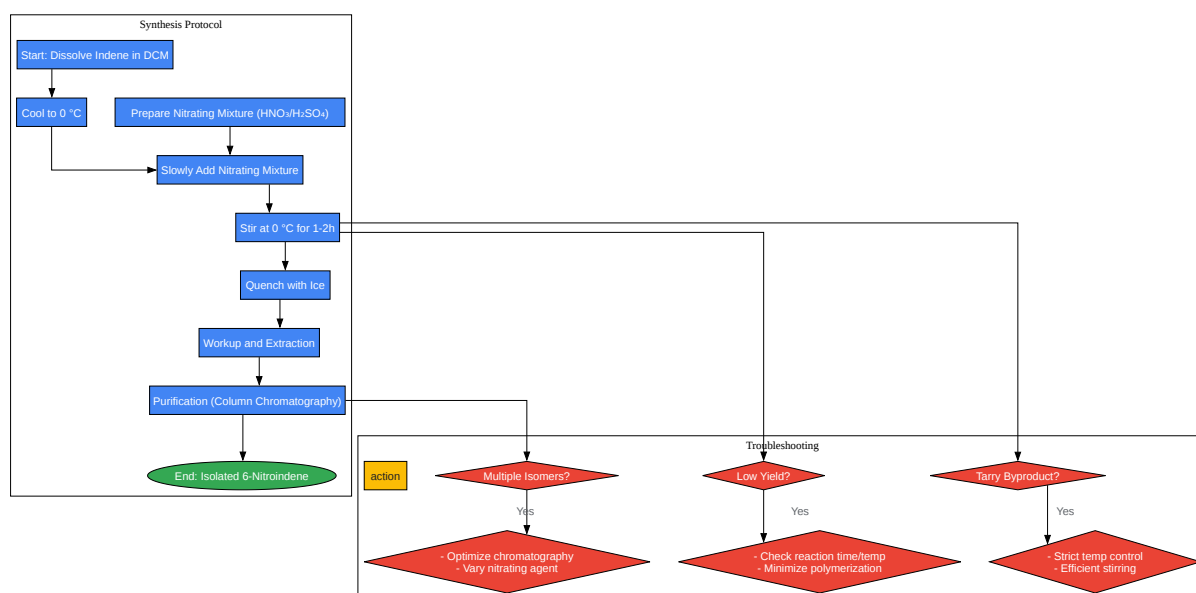 Synthesis Protocol
Start: Dissolve Indene in DCM
Cool to 0 °C
Prepare Nitrating Mixture (HNO₃/H₂SO₄)
Slowly Add Nitrating Mixture
Stir at 0 °C for 1-2h
Quench with Ice
Workup and Extraction
Purification (Column Chromatography)
End: Isolated 6-Nitroindene
Troubleshooting
action
Multiple Isomers?
Low Yield?
Tarry Byproduct?
Yes
Yes
Yes
- Optimize chromatography
- Vary nitrating agent
- Check reaction time/temp
- Minimize polymerization
- Strict temp control
- Efficient stirring